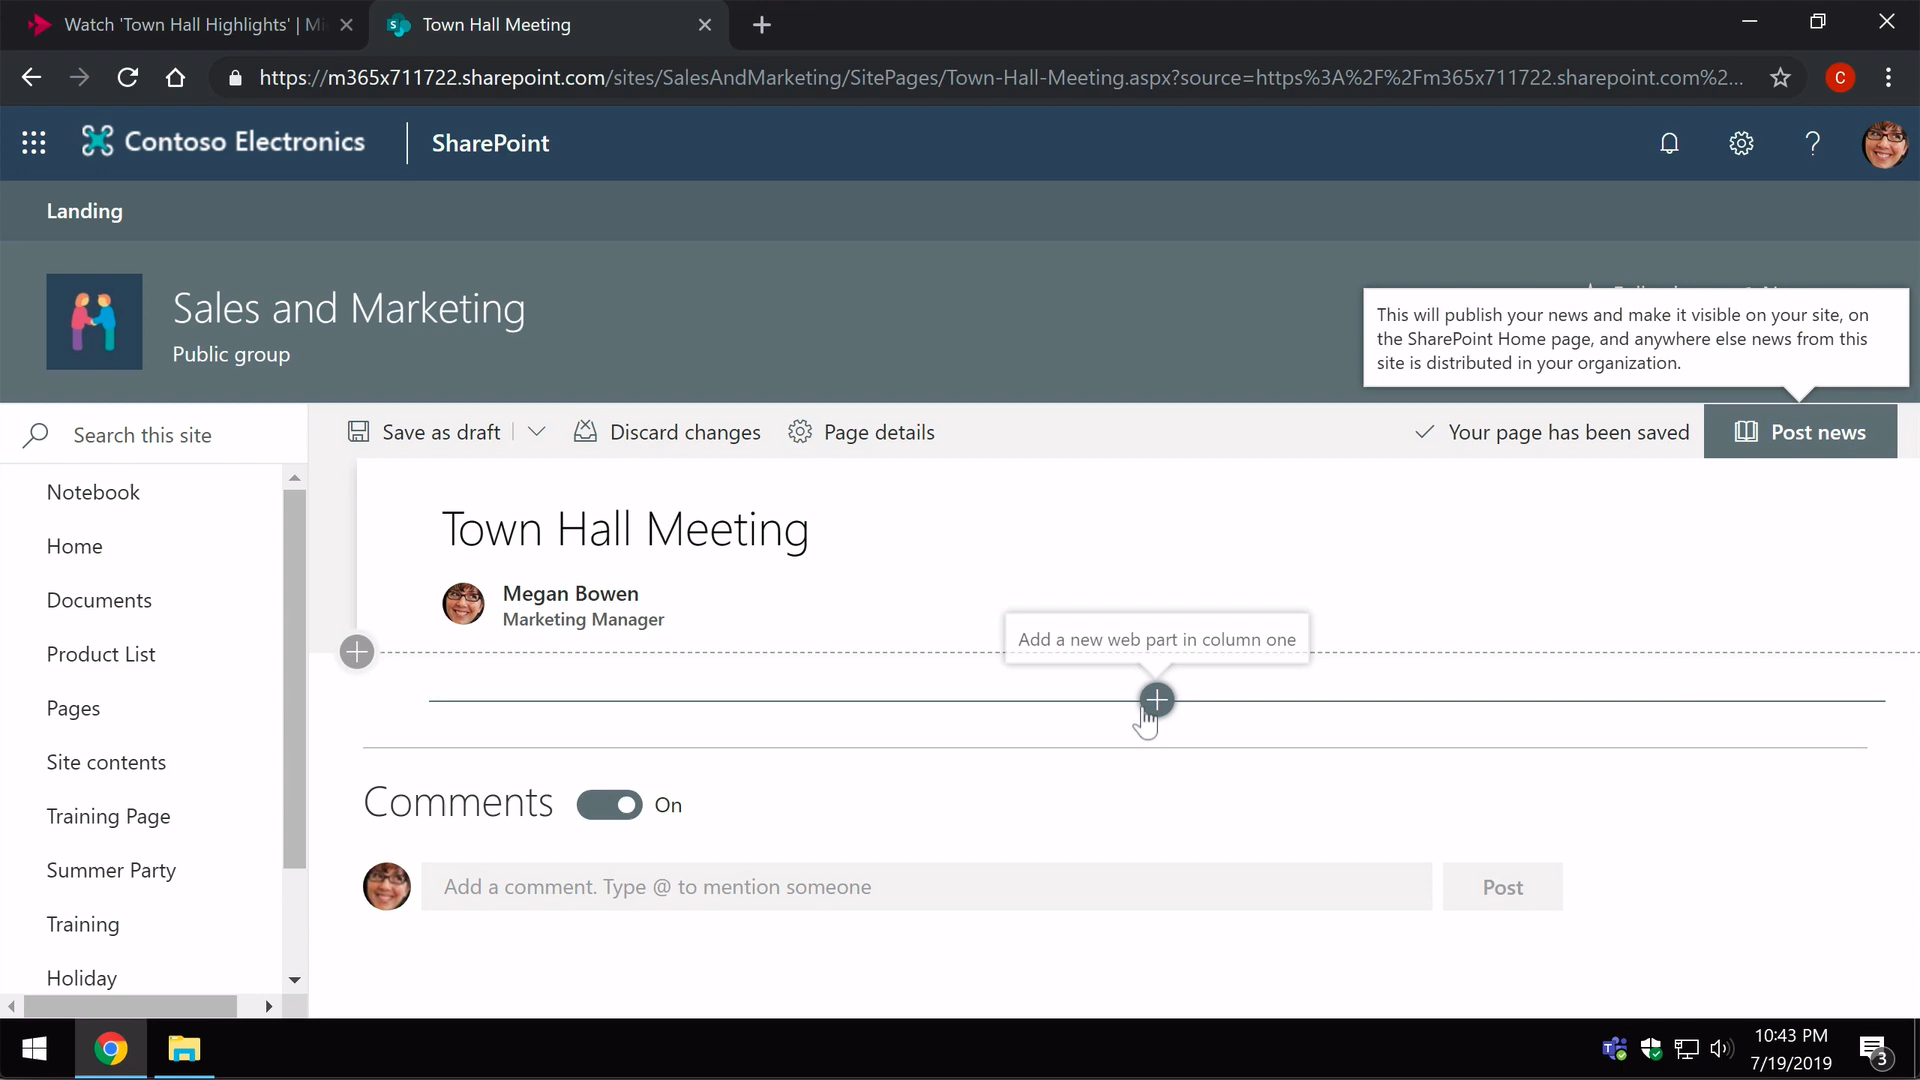 Watch 'Town Hall Highlights' | Mi
Town Hall Meeting
https://m365x711722.sharepoint.com/sites/SalesAndMarketing/SitePages/Town-Hall-Meeting.aspx?source=https%3A%2F%2Fm365x711722.sharepoint.com%2...
C
Contoso Electronics
SharePoint
Landing
Sales and Marketing
Public group
This will publish your news and make it visible on your site, on
the SharePoint Home page, and anywhere else news from this
site is distributed in your organization.
Search this site
Save as draft
Discard changes
Page details
Your page has been saved
Post news
Notebook
Home
Documents
Product List
Pages
Site contents
Training Page
Summer Party
Training
Holiday
Town Hall Meeting
Megan Bowen
Marketing Manager
Add a new web part in column one
Comments
On
Add a comment. Type @ to mention someone
Post
10:43 PM
7/19/2019
3